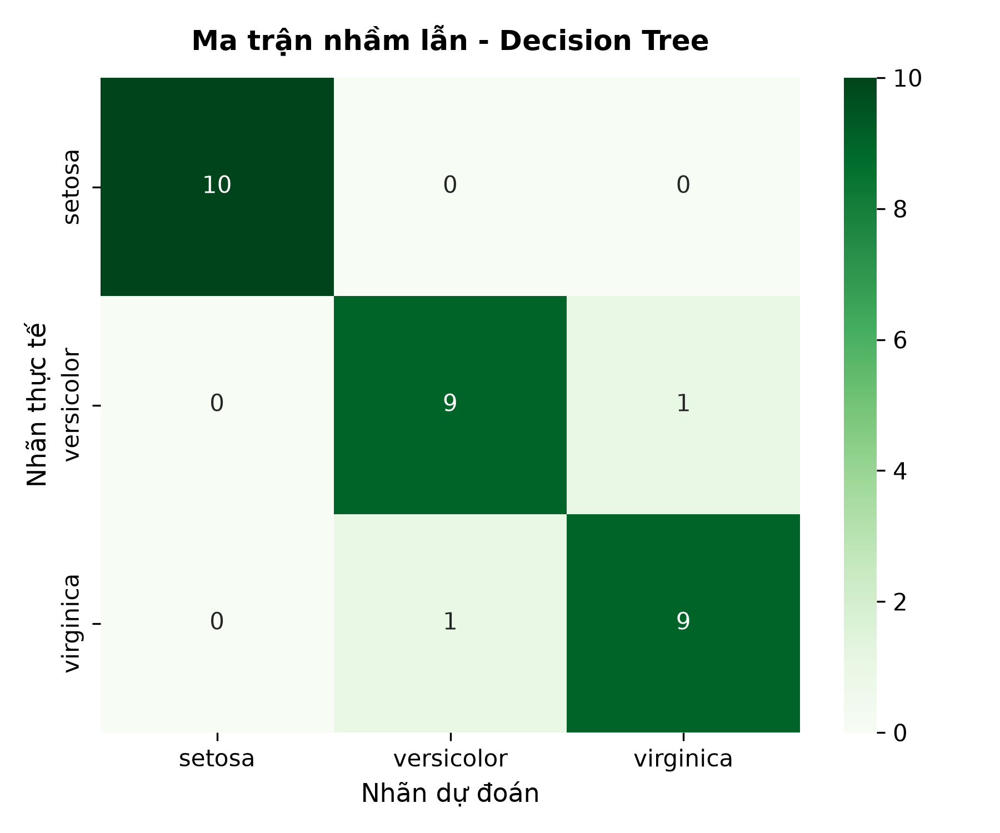 Ma trận nhầm lẫn - Decision Tree
Nhãn thực tế
setosa
versicolor
virginica
10 0 0
0 9 1
0 1 9
setosa versicolor virginica
Nhãn dự đoán
10
8
6
4
2
0